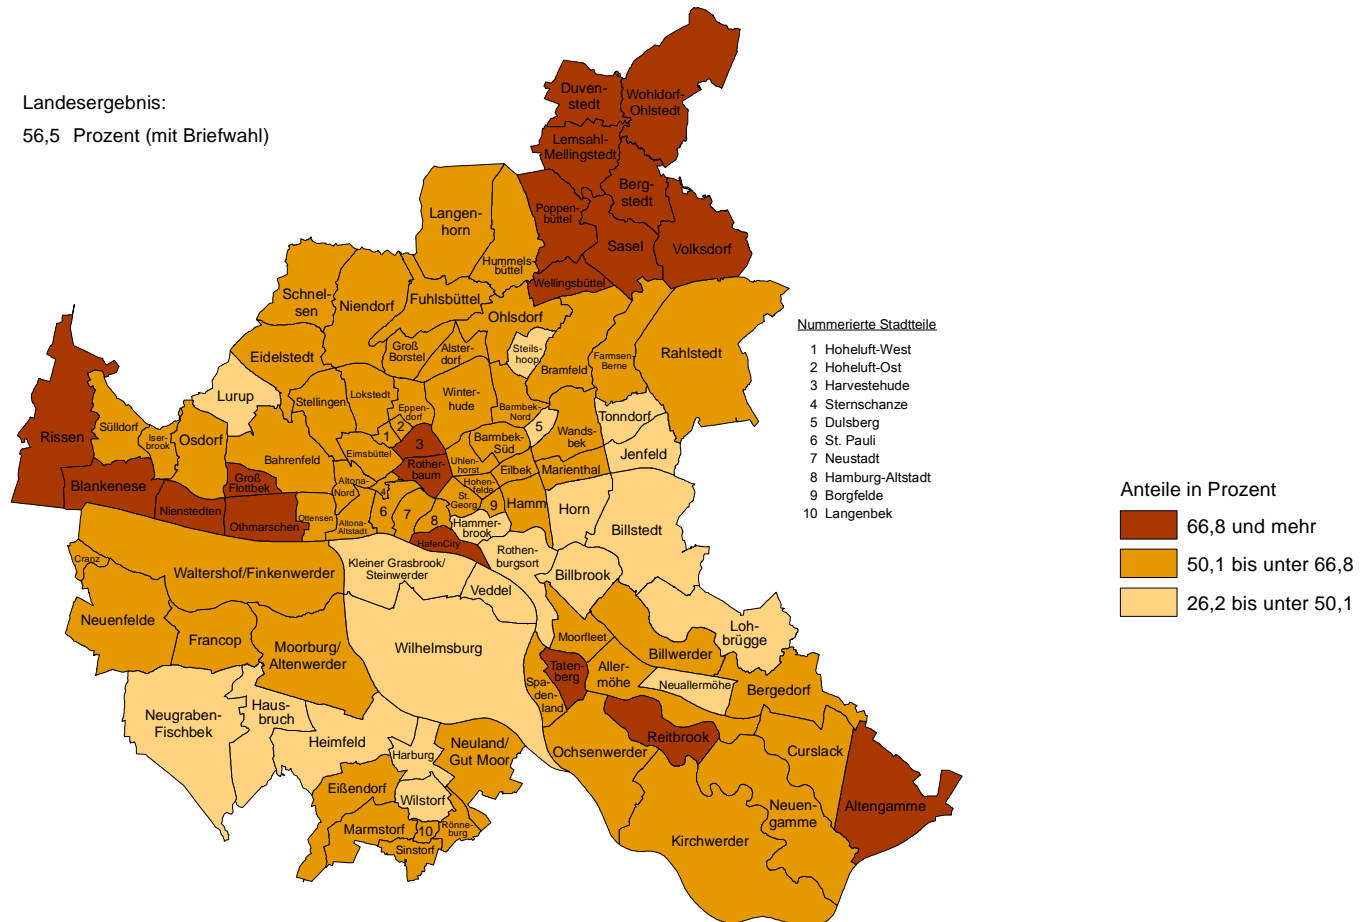 Landesergebnis:
56,5 Prozent (mit Briefwahl)
Duven-
stedt
Wohldorf-
Ohlstedt
Lemsahl-
Mellingstedt
Berg-
stedt
Poppen-
büttel
Sasel
Volksdorf
Wellingsbüttel
Langen-
horn
Hummels-
büttel
Schnel-
sen
Niendorf
Fuhlsbüttel
Ohlsdorf
Eidelstedt
Groß
Borstel
Alster-
dorf
Steils-
hoop
Bramfeld
Farmsen-
Berne
Rahlstedt
Lurup
Stellingen
Lokstedt
Eppen-
dorf
Winter-
hude
Barmbek-
Nord
Tonndorf
Rissen
Sülldorf
Iser-
brook
Osdorf
Bahrenfeld
Eimsbüttel
1
2
3
Rother-
baum
Uhlen-
horst
Barmbek-
Süd
5
Wands-
bek
Jenfeld
Eilbek
Marienthal
Blankenese
Groß
Flottbek
Nienstedten
Othmarschen
Ottensen
Altona-
Nord
Altona-
Altstadt
4
6
7
8
St.
Georg
Hohen-
felde
9
Hamm
Horn
Billstedt
Hammer-
brook
HafenCity
Rothen-
burgsort
Billbrook
Cranz
Waltershof/Finkenwerder
Kleiner Grasbrook/
Steinwerder
Veddel
Neuenfelde
Francop
Moorburg/
Altenwerder
Wilhelmsburg
Moorfleet
Loh-
brügge
Billwerder
Taten-
berg
Aller-
möhe
Spa-
den-
land
Neuallermöhe
Bergedorf
Neugraben-
Fischbek
Haus-
bruch
Heimfeld
Harburg
Neuland/
Gut Moor
Ochsenwerder
Reitbrook
Curslack
Eißendorf
Wilstorf
Altengamme
Marmstorf
10
Rönne-
burg
Sinstorf
Kirchwerder
Neuen-
gamme
Nummerierte Stadtteile
1 Hoheluft-West
2 Hoheluft-Ost
3 Harvestehude
4 Sternschanze
5 Dulsberg
6 St. Pauli
7 Neustadt
8 Hamburg-Altstadt
9 Borgfelde
10 Langenbek
Anteile in Prozent
66,8 und mehr
50,1 bis unter 66,8
26,2 bis unter 50,1